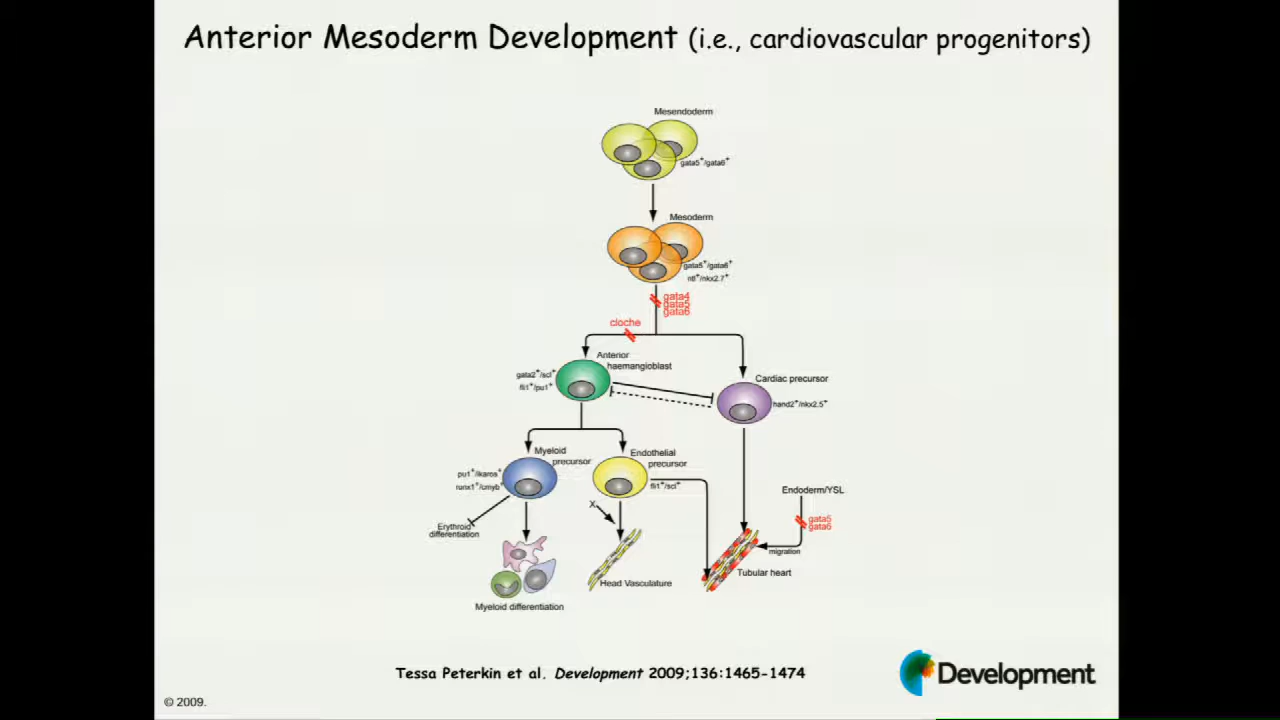 Anterior Mesoderm Development (i.e., cardiovascular progenitors)
Mesendoderm
gata5+/gata6+
Mesoderm
gata5+/gata6+
ntl+/nkx2.7+
gata4
gata5
gata6
cloche
Anterior
haemangioblast
gata2+/scl+
fli1+/pu1+
Cardiac precursor
hand2+/nkx2.5+
Myeloid
precursor
pu1+/ikaros+
runx1+/cmyb+
Endothelial
precursor
fli1+/scl+
Endoderm/YSL
X
gata5
gata6
Erythroid
differentiation
migration
Head Vasculature
Tubular heart
Myeloid differentiation
Tessa Peterkin et al. Development 2009;136:1465-1474
Development
© 2009.